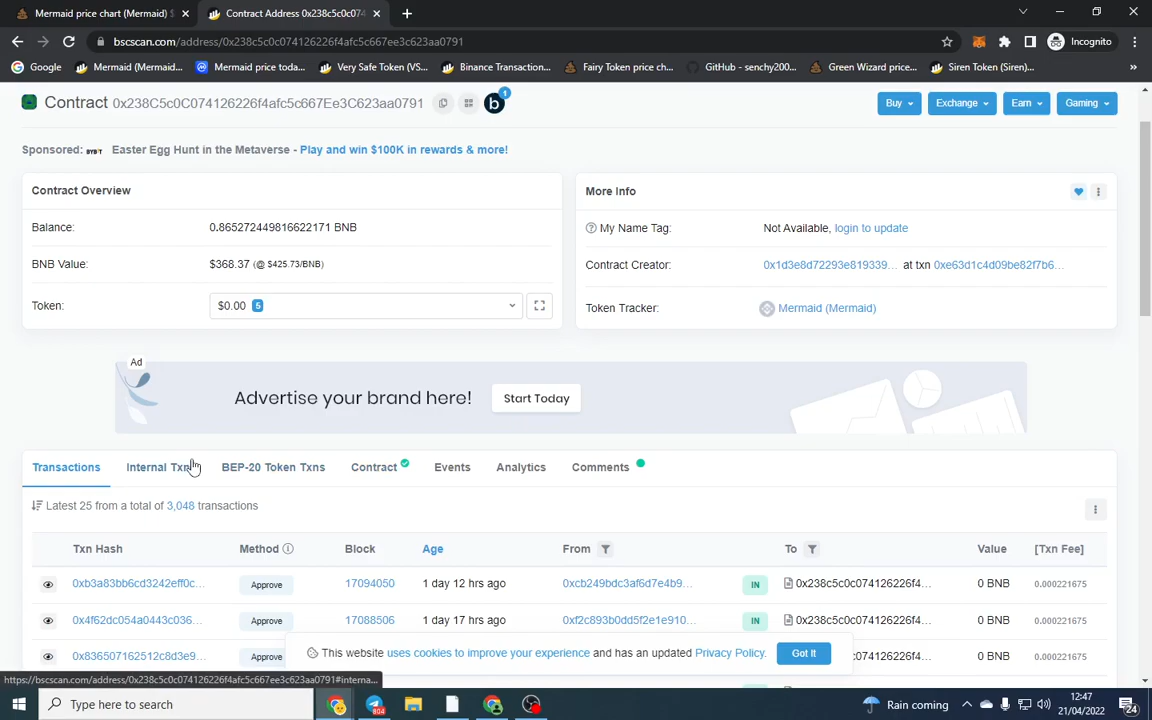 Mermaid price chart (Mermaid) $
Contract Address 0x238c5c0c074
bscscan.com/address/0x238c5c0c074126226f4afc5c667ee3c623aa0791
Incognito
Google
Mermaid (Mermaid...
Mermaid price toda...
Very Safe Token (VS...
Binance Transaction...
Fairy Token price ch...
GitHub - senchy200...
Green Wizard price...
Siren Token (Siren)...
Contract 0x238C5c0C074126226f4afc5c667Ee3C623aa0791
b 1
Buy
Exchange
Earn
Gaming
Sponsored: BYBIT Easter Egg Hunt in the Metaverse - Play and win $100K in rewards & more!
Contract Overview
Balance: 0.865272449816622171 BNB
BNB Value: $368.37 (@ $425.73/BNB)
Token: $0.00 5
More Info
My Name Tag: Not Available, login to update
Contract Creator: 0x1d3e8d72293e819339... at txn 0xe63d1c4d09be82f7b6...
Token Tracker: Mermaid (Mermaid)
Ad
Advertise your brand here! Start Today
Transactions Internal Txns BEP-20 Token Txns Contract Events Analytics Comments
Latest 25 from a total of 3,048 transactions
Txn Hash Method Block Age From To Value [Txn Fee]
0xb3a83bb6cd3242eff0c... Approve 17094050 1 day 12 hrs ago 0xcb249bdc3af6d7e4b9... IN 0x238c5c0c074126226f4... 0 BNB 0.000221675
0x4f62dc054a0443c036... Approve 17088506 1 day 17 hrs ago 0xf2c893b0dd5f2e1e910... IN 0x238c5c0c074126226f4... 0 BNB 0.000221675
0x836507162512c8d3e9... Approve c0c074126226f4... 0 BNB 0.000221675
This website uses cookies to improve your experience and has an updated Privacy Policy. Got It
https://bscscan.com/address/0x238c5c0c074126226f4afc5c667ee3c623aa0791#interna...
Type here to search
804
Rain coming
12:47
21/04/2022
24